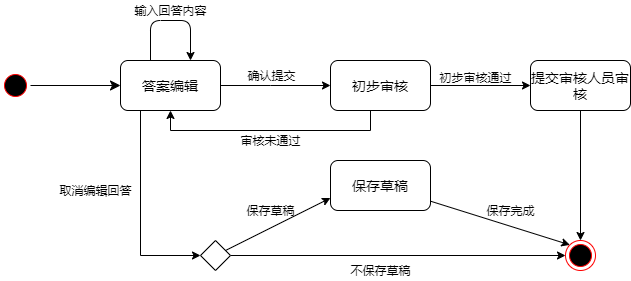 输入回答内容
答案编辑
确认提交
初步审核
初步审核通过
提交审核人员审
核
审核未通过
取消编辑回答
保存草稿
保存草稿
保存完成
不保存草稿